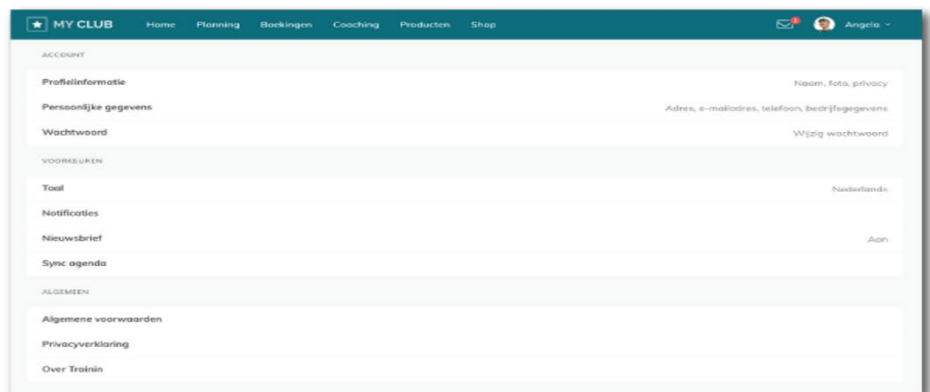 MY CLUB Home Planning Boekingen Coaching Producten Shop Angela
ACCOUNT
Profielinformatie Naam, foto, privacy
Persoonlijke gegevens Adres, e-mailadres, telefoon, bedrijfsgegevens
Wachtwoord Wijzig wachtwoord
VOORKEUREN
Taal Nederlands
Notificaties
Nieuwsbrief Aan
Sync agenda
ALGEMEEN
Algemene voorwaarden
Privacyverklaring
Over Trainin